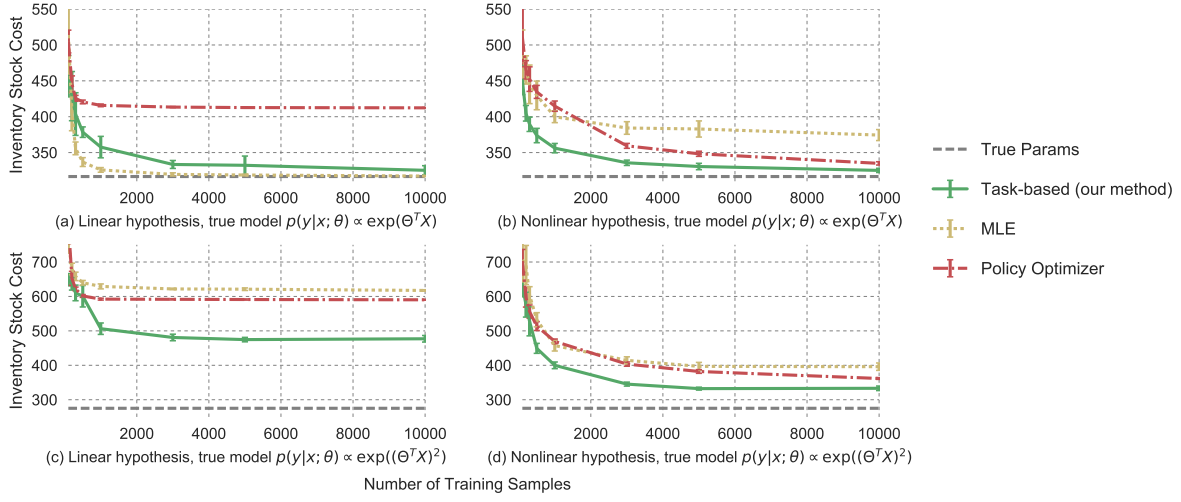 Inventory Stock Cost
550
500
450
400
350
2000 4000 6000 8000 10000
(a) Linear hypothesis, true model p(y|x; θ) ∝ exp(Θ^T X)
550
500
450
400
350
2000 4000 6000 8000 10000
(b) Nonlinear hypothesis, true model p(y|x; θ) ∝ exp(Θ^T X)
Inventory Stock Cost
700
600
500
400
300
2000 4000 6000 8000 10000
(c) Linear hypothesis, true model p(y|x; θ) ∝ exp((Θ^T X)^2)
700
600
500
400
300
2000 4000 6000 8000 10000
(d) Nonlinear hypothesis, true model p(y|x; θ) ∝ exp((Θ^T X)^2)
Number of Training Samples
True Params
Task-based (our method)
MLE
Policy Optimizer